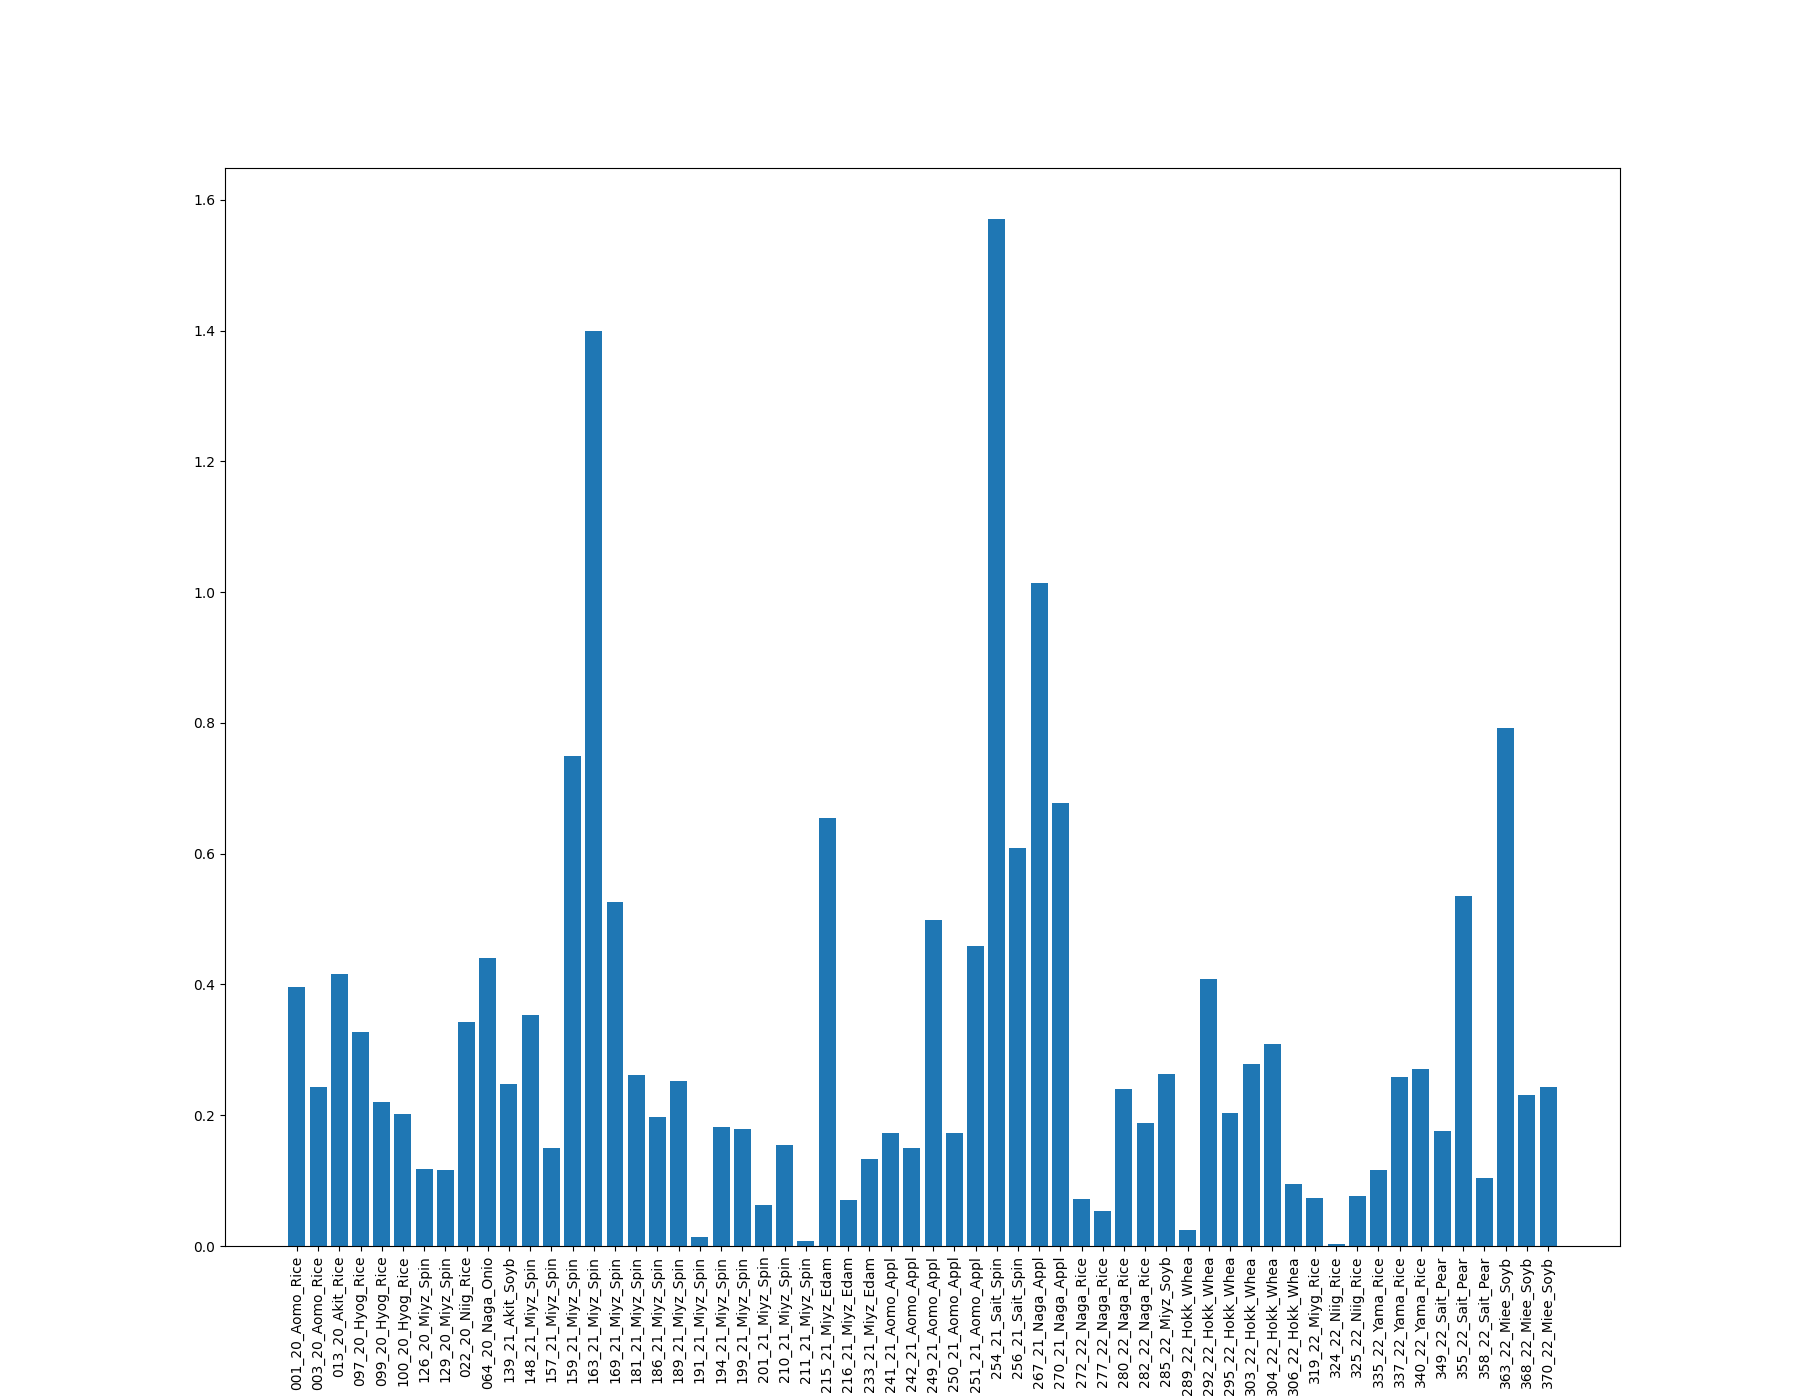 1.6
1.4
1.2
1.0
0.8
0.6
0.4
0.2
0.0
001_20_Aomo_Rice
003_20_Aomo_Rice
013_20_Akit_Rice
097_20_Hyog_Rice
099_20_Hyog_Rice
100_20_Hyog_Rice
126_20_Miyz_Spin
129_20_Miyz_Spin
022_20_Niig_Rice
064_20_Naga_Onio
139_21_Akit_Soyb
148_21_Miyz_Spin
157_21_Miyz_Spin
159_21_Miyz_Spin
163_21_Miyz_Spin
169_21_Miyz_Spin
181_21_Miyz_Spin
186_21_Miyz_Spin
189_21_Miyz_Spin
191_21_Miyz_Spin
194_21_Miyz_Spin
199_21_Miyz_Spin
201_21_Miyz_Spin
210_21_Miyz_Spin
211_21_Miyz_Spin
215_21_Miyz_Edam
216_21_Miyz_Edam
233_21_Miyz_Edam
241_21_Aomo_Appl
242_21_Aomo_Appl
249_21_Aomo_Appl
250_21_Aomo_Appl
251_21_Aomo_Appl
254_21_Sait_Spin
256_21_Sait_Spin
267_21_Naga_Appl
270_21_Naga_Appl
272_22_Naga_Rice
277_22_Naga_Rice
280_22_Naga_Rice
282_22_Naga_Rice
285_22_Miyz_Soyb
289_22_Hokk_Whea
292_22_Hokk_Whea
295_22_Hokk_Whea
303_22_Hokk_Whea
304_22_Hokk_Whea
306_22_Hokk_Whea
319_22_Miyg_Rice
324_22_Niig_Rice
325_22_Niig_Rice
335_22_Yama_Rice
337_22_Yama_Rice
340_22_Yama_Rice
349_22_Sait_Pear
355_22_Sait_Pear
358_22_Sait_Pear
363_22_Miee_Soyb
368_22_Miee_Soyb
370_22_Miee_Soyb